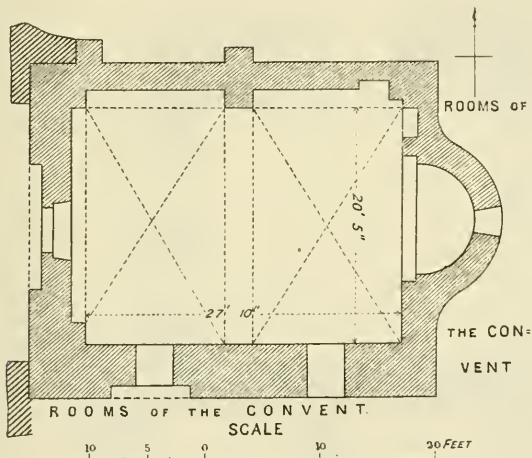 ROOMS OF
20' 5"
27' 10"
THE CON=
VENT
ROOMS OF THE CONVENT.
SCALE
10 5 0 10 20 FEET